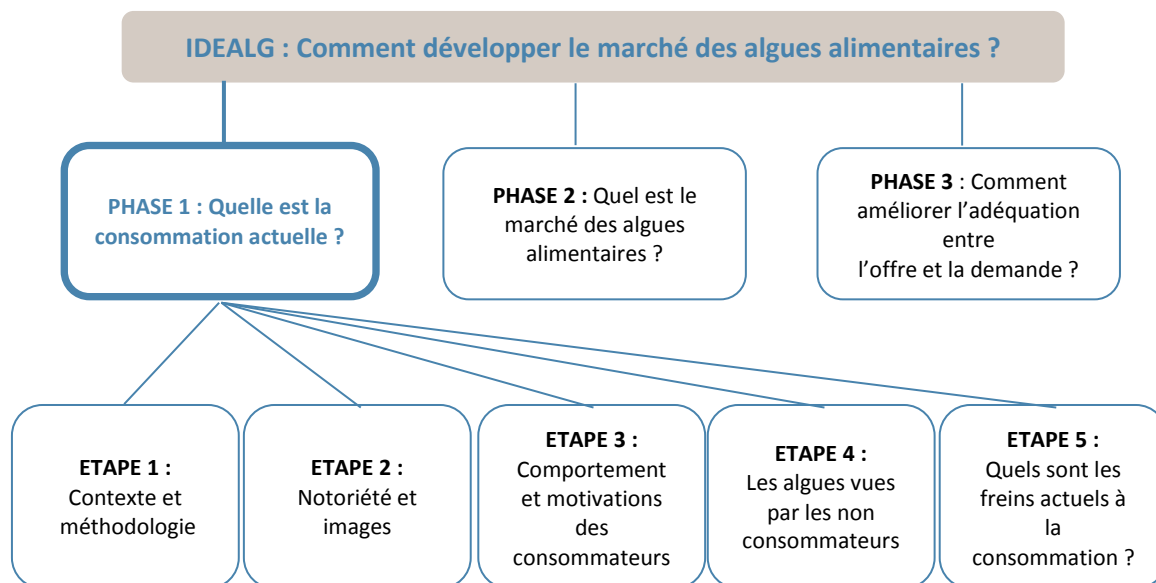 IDEALG : Comment développer le marché des algues alimentaires ?
PHASE 1 : Quelle est la
consommation actuelle ?
PHASE 2 : Quel est le
marché des algues
alimentaires ?
PHASE 3 : Comment
améliorer l’adéquation
entre
l’offre et la demande ?
ETAPE 1 :
Contexte et
méthodologie
ETAPE 2 :
Notoriété et
images
ETAPE 3 :
Comportement
et motivations
des
consommateurs
ETAPE 4 :
Les algues vues
par les non
consommateurs
ETAPE 5 :
Quels sont les
freins actuels à
la
consommation ?